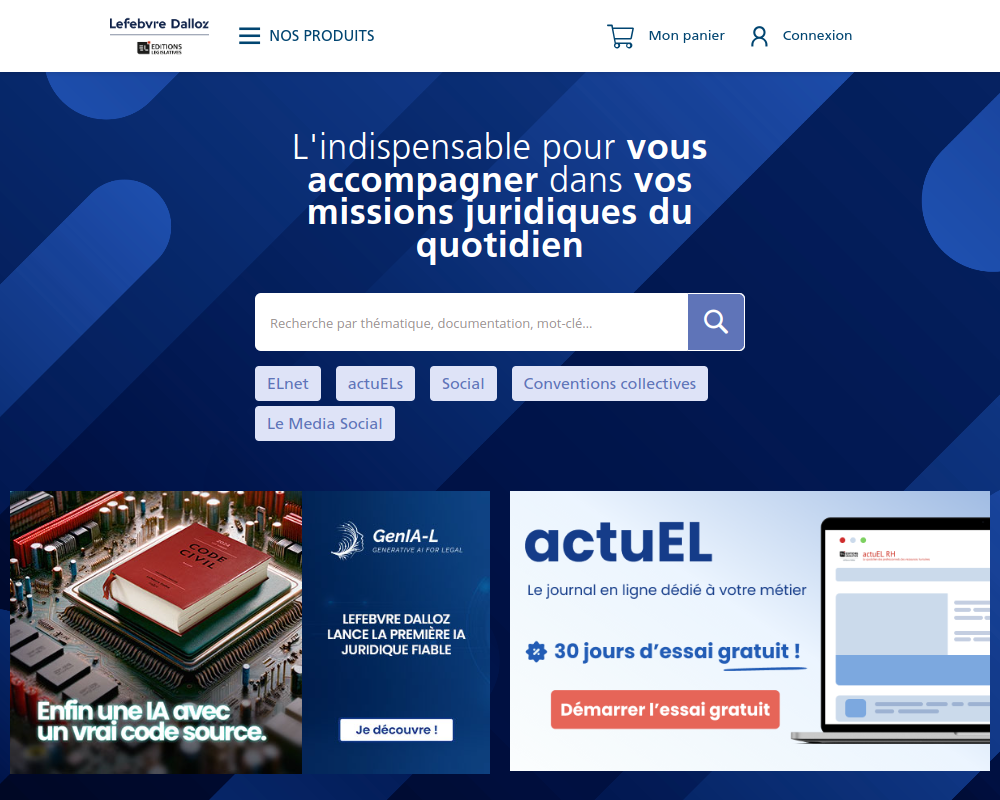 Lefebvre Dalloz
EDITIONS
LEGISLATIVES
NOS PRODUITS
Mon panier
Connexion
L'indispensable pour vous
accompagner dans vos
missions juridiques du
quotidien
Recherche par thématique, documentation, mot-clé...
ELnet
actuELs
Social
Conventions collectives
Le Media Social
CODE
CIVIL
Enfin une IA avec
un vrai code source.
GenIA-L
GENERATIVE AI FOR LEGAL
LEFEBVRE DALLOZ
LANCE LA PREMIÈRE IA
JURIDIQUE FIABLE
Je découvre !
actuEL
Le journal en ligne dédié à votre métier
30 jours d'essai gratuit !
Démarrer l'essai gratuit
actuEL RH